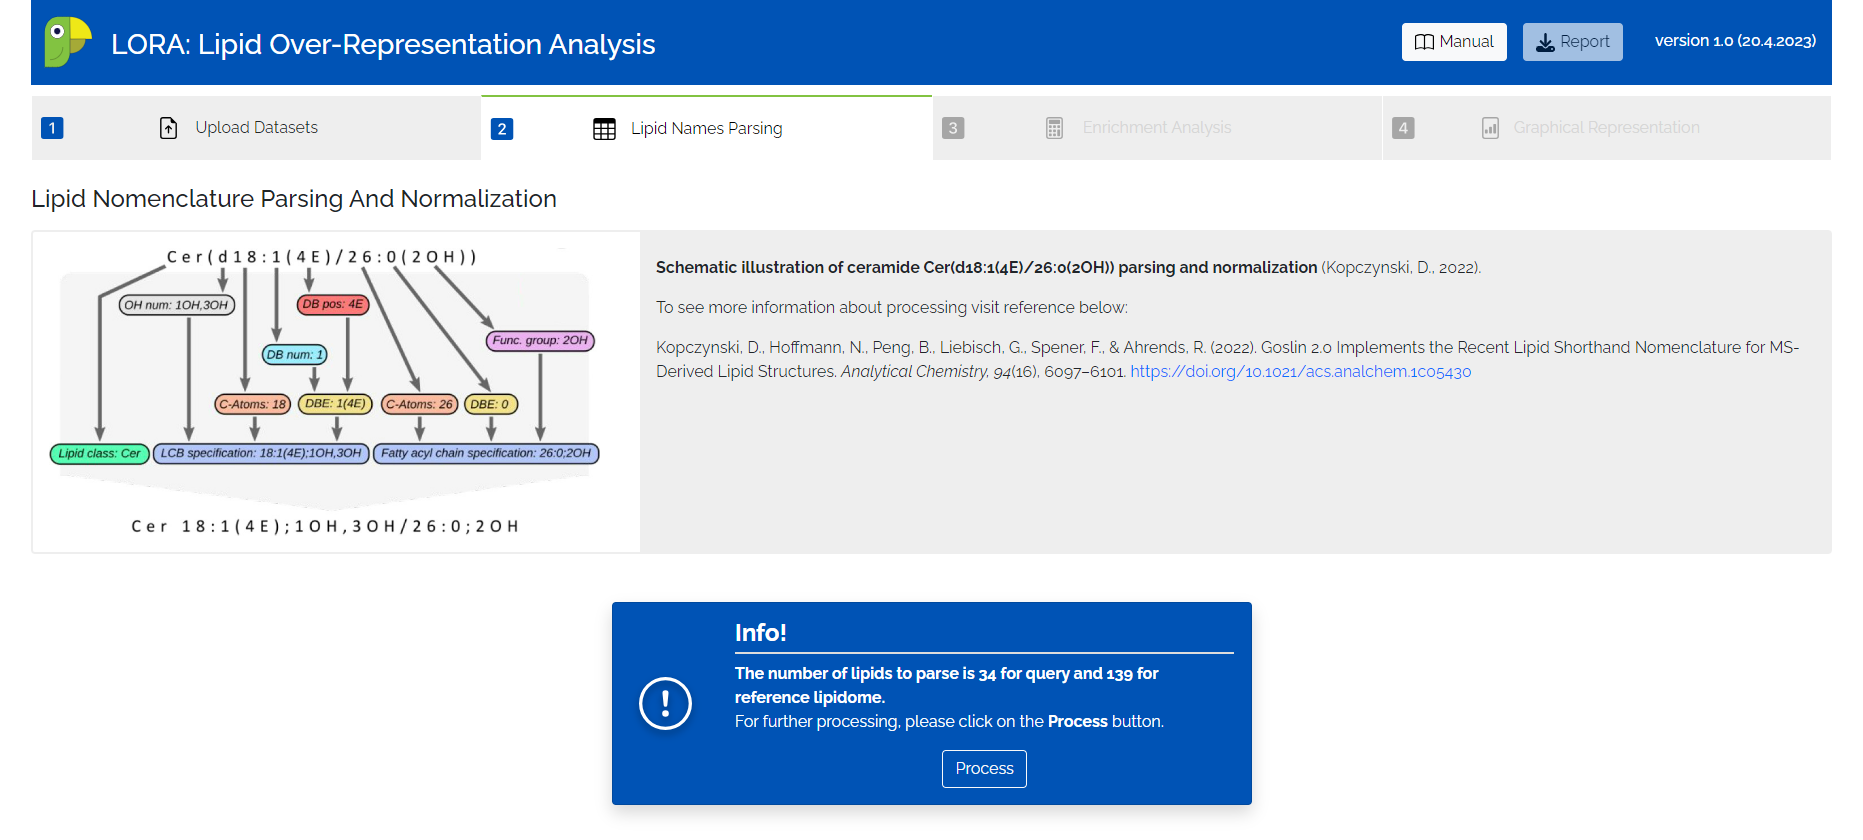 LORA: Lipid Over-Representation Analysis
Manual
Report
version 1.0 (20.4.2023)
1 Upload Datasets
2 Lipid Names Parsing
3 Enrichment Analysis
4 Graphical Representation
Lipid Nomenclature Parsing And Normalization
Cer(d18:1(4E)/26:0(2OH))
OH num: 1OH,3OH
DB pos: 4E
Func. group: 2OH
DB num: 1
C-Atoms: 18
DBE: 1(4E)
C-Atoms: 26
DBE: 0
Lipid class: Cer
LCB specification: 18:1(4E);1OH,3OH
Fatty acyl chain specification: 26:0;2OH
Cer 18:1(4E);1OH,3OH/26:0;2OH
Schematic illustration of ceramide Cer(d18:1(4E)/26:0(2OH)) parsing and normalization (Kopczynski, D., 2022).
To see more information about processing visit reference below:
Kopczynski, D., Hoffmann, N., Peng, B., Liebisch, G., Spener, F., & Ahrends, R. (2022). Goslin 2.0 Implements the Recent Lipid Shorthand Nomenclature for MS-
Derived Lipid Structures. Analytical Chemistry, 94(16), 6097–6101. https://doi.org/10.1021/acs.analchem.1c05430
Info!
The number of lipids to parse is 34 for query and 139 for
reference lipidome.
For further processing, please click on the Process button.
Process